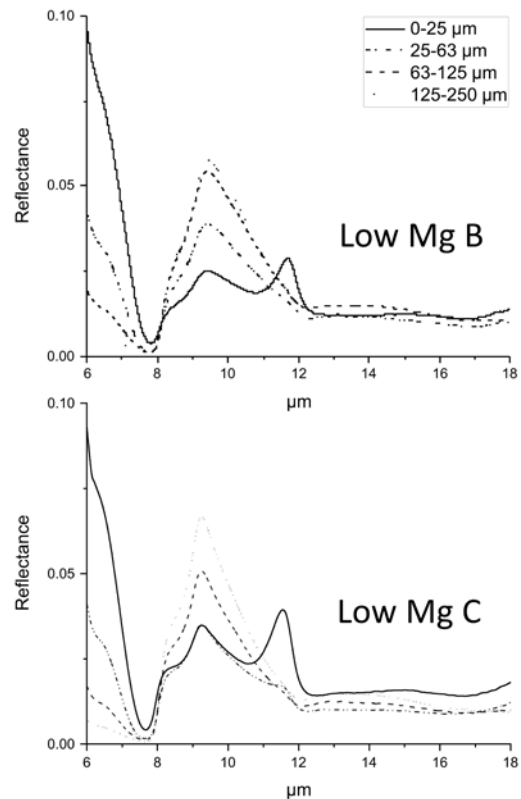 0-25 µm
25-63 µm
63-125 µm
125-250 µm
0.10
0.05
0.00
Reflectance
Low Mg B
6 8 10 12 14 16 18
µm
0.10
0.05
0.00
Reflectance
Low Mg C
6 8 10 12 14 16 18
µm